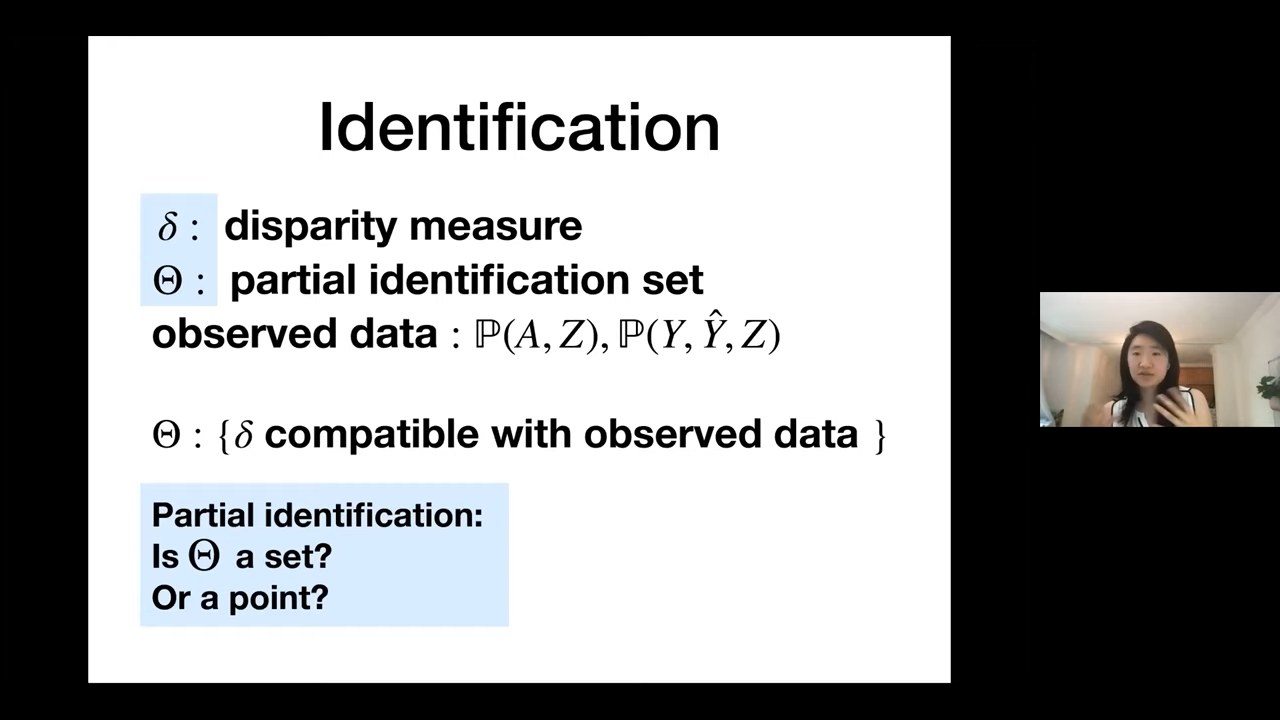 Identification
δ : disparity measure
Θ : partial identification set
observed data : ℙ(A, Z), ℙ(Y, Ŷ, Z)
Θ : {δ compatible with observed data }
Partial identification:
Is Θ a set?
Or a point?